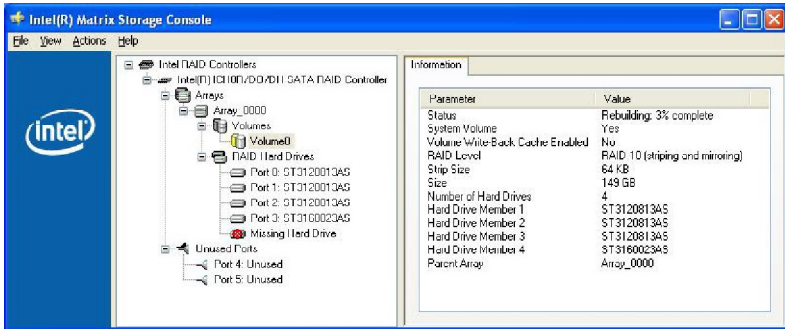 Intel(R) Matrix Storage Console
File View Actions Help
Intel RAID Controllers
Intel(R) ICH8R/DO/DH SATA RAID Controller
Arrays
Array_0000
Volumes
Volume0
RAID Hard Drives
Port 0: ST3120813AS
Port 1: ST3120813AS
Port 2: ST3120813AS
Port 3: ST3160023AS
Missing Hard Drive
Unused Ports
Port 4: Unused
Port 5: Unused
intel
Information
Parameter Value
Status Rebuilding: 3% complete
System Volume Yes
Volume Write-Back Cache Enabled No
RAID Level RAID 10 (striping and mirroring)
Strip Size 64 KB
Size 149 GB
Number of Hard Drives 4
Hard Drive Member 1 ST3120813AS
Hard Drive Member 2 ST3120813AS
Hard Drive Member 3 ST3120813AS
Hard Drive Member 4 ST3160023AS
Parent Array Array_0000